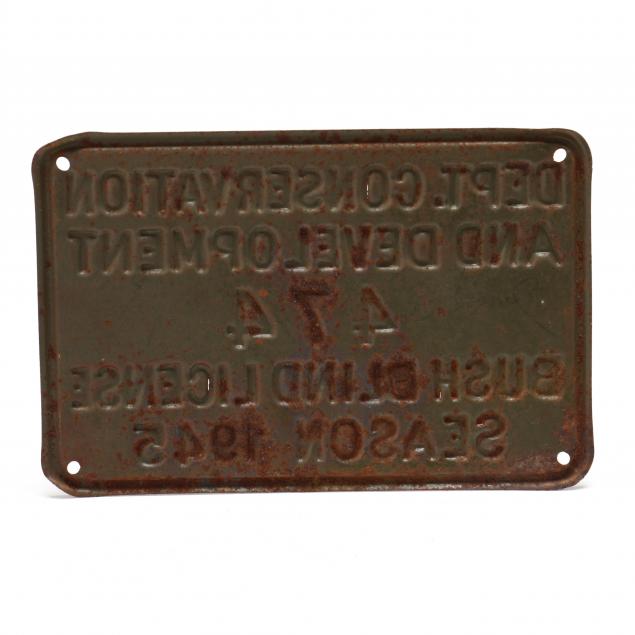 DEPT. CONSERVATION
AND DEVELOPMENT
474
BUSH BLIND LICENSE
SEASON 1945